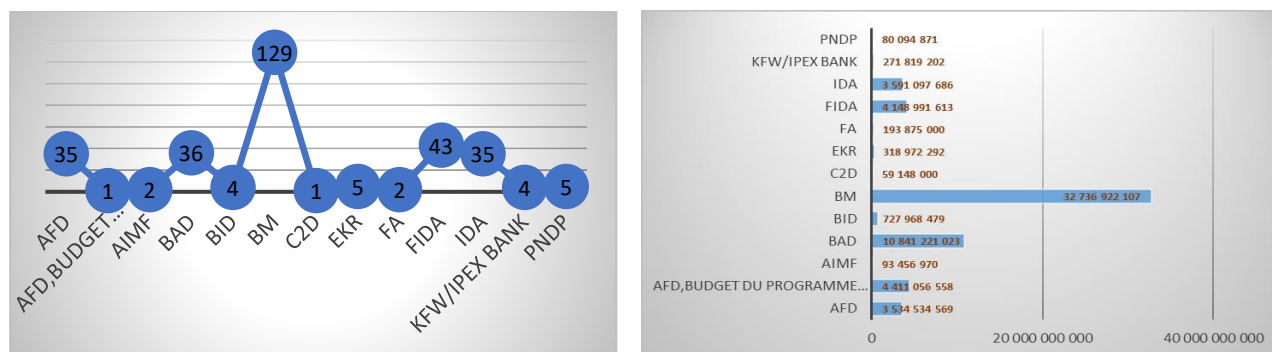 35
1
2
36
4
129
1
5
2
43
35
4
5
AFD
AFD,BUDGET...
AIMF
BAD
BID
BM
C2D
EKR
FA
FIDA
IDA
KFW/IPEX BANK
PNDP
PNDP 80 094 871
KFW/IPEX BANK 271 819 202
IDA 3 591 097 686
FIDA 4 148 991 613
FA 193 875 000
EKR 318 972 292
C2D 59 148 000
BM 32 736 922 107
BID 727 968 479
BAD 10 841 221 023
AIMF 93 456 970
AFD,BUDGET DU PROGRAMME... 4 411 056 558
AFD 3 534 534 569
0 20 000 000 000 40 000 000 000